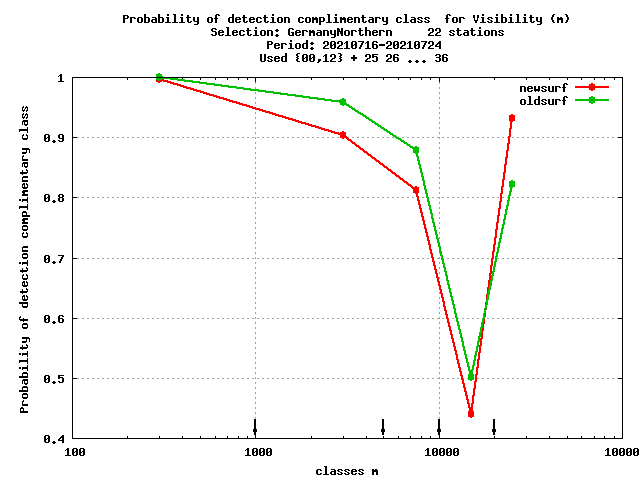 Probability of detection complimentary class  for Visibility (m)
Selection: GermanyNorthern     22 stations
Period: 20210716-20210724
Used {00,12} + 25 26 ... 36
newsurf
oldsurf
Probability of detection complimentary class
1
0.9
0.8
0.7
0.6
0.5
0.4
100 1000 10000 10000
classes m